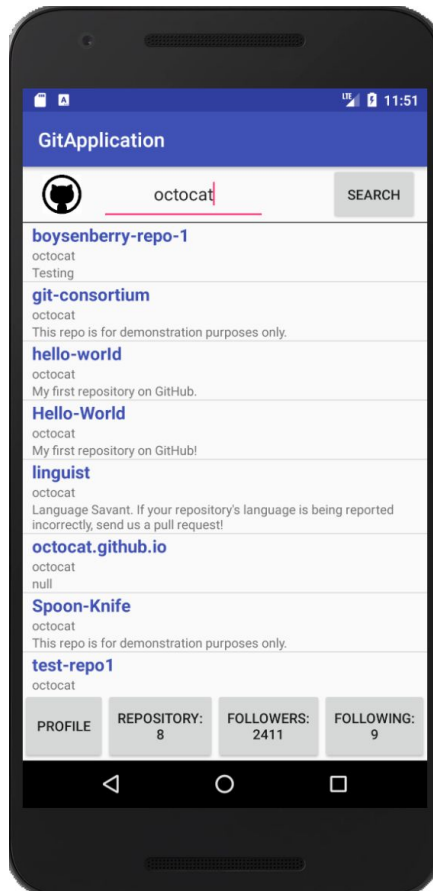 LTE 11:51
A
GitApplication
octocat
SEARCH
boysenberry-repo-1
octocat
Testing
git-consortium
octocat
This repo is for demonstration purposes only.
hello-world
octocat
My first repository on GitHub.
Hello-World
octocat
My first repository on GitHub!
linguist
octocat
Language Savant. If your repository's language is being reported
incorrectly, send us a pull request!
octocat.github.io
octocat
null
Spoon-Knife
octocat
This repo is for demonstration purposes only.
test-repo1
octocat
PROFILE
REPOSITORY:
8
FOLLOWERS:
2411
FOLLOWING:
9